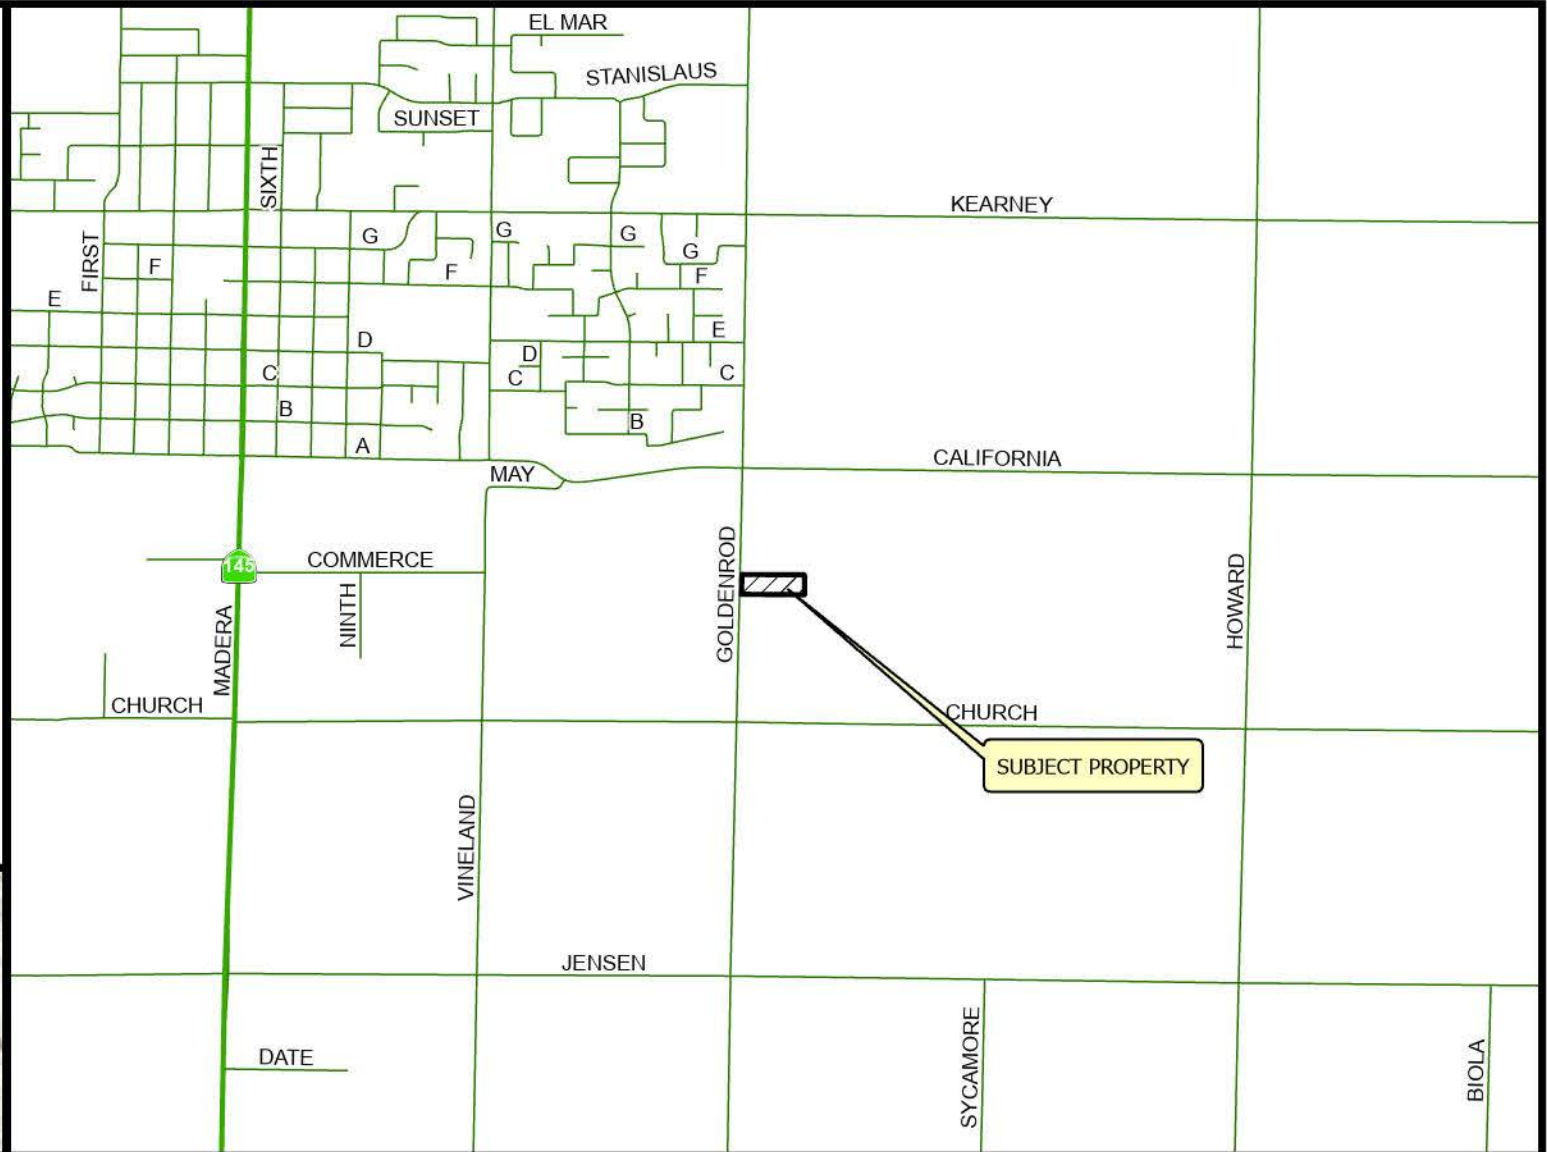 EL MAR
STANISLAUS
SUNSET
SIXTH
KEARNEY
G
G
G
G
FIRST
F
F
F
E
E
D
D
C
C
C
B
B
A
CALIFORNIA
MAY
GOLDENROD
COMMERCE
145
NINTH
HOWARD
MADERA
CHURCH
CHURCH
SUBJECT PROPERTY
VINELAND
JENSEN
SYCAMORE
BIOLA
DATE